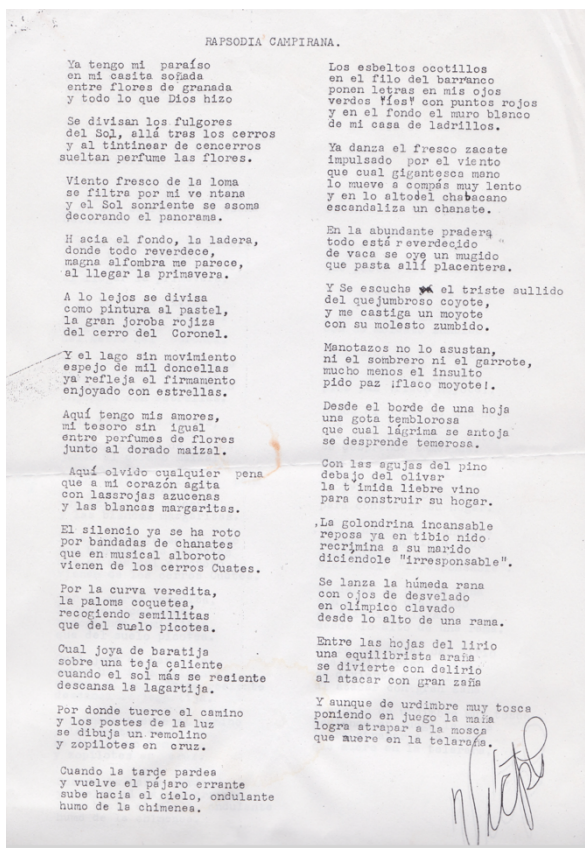 RAPSODIA CAMPIRANA.
Ya tengo mi paraíso
en mi casita soñada
entre flores de granada
y todo lo que Dios hizo
Se divisan los fulgores
del Sol, allá tras los cerros
y al tintinear de cencerros
sueltan perfume las flores.
Viento fresco de la loma
se filtra por mi ve ntana
y el Sol sonriente se asoma
decorando el panorama.
H acia el fondo, la ladera,
donde todo reverdece,
magna alfombra me parece,
al llegar la primavera.
A lo lejos se divisa
como pintura al pastel,
la gran joroba rojiza
del cerro del Coronel.
Y el lago sin movimiento
espejo de mil doncellas
ya refleja el firmamento
enjoyado con estrellas.
Aquí tengo mis amores,
mi tesoro sin igual
entre perfumes de flores
junto al dorado maizal.
Aquí olvido cualquier pena
que a mi corazón agita
con lassrojas azucenas
y las blancas margaritas.
El silencio ya se ha roto
por bandadas de chanates
que en musical alboroto
vienen de los cerros Cuates.
Por la curva veredita,
la paloma coquetea,
recogiendo semillitas
que del suelo picotea.
Cual joya de baratija
sobre una teja caliente
cuando el sol más se resiente
descansa la lagartija.
Por donde tuerce el camino
y los postes de la luz
se dibuja un remolino
y zopilotes en cruz.
Cuando la tarde pardea
y vuelve el pájaro errante
sube hacia el cielo, ondulante
humo de la chimenea.
Los esbeltos ocotillos
en el filo del barranco
ponen letras en mis ojos
verdes "íes" con puntos rojos
y en el fondo el muro blanco
de mi casa de ladrillos.
Ya danza el fresco zacate
impulsado por el viento
que cual gigantesca mano
lo mueve a compás muy lento
y en lo altodel chabacano
escandaliza un chanate.
En la abundante pradera
todo está reverdecido
de vaca se oye un mugido
que pasta allí placentera.
Y Se escucha el triste aullido
del quejumbroso coyote,
y me castiga un moyote
con su molesto zumbido.
Manotazos no lo asustan,
ni el sombrero ni el garrote,
mucho menos el insulto
pido paz ¡flaco moyote!.
Desde el borde de una hoja
una gota temblorosa
que cual lágrima se antoja
se desprende temerosa.
Con las agujas del pino
debajo del olivar
la t imida liebre vino
para construir su hogar.
La golondrina incansable
reposa ya en tibio nido
recrimina a su marido
diciendole "irresponsable".
Se lanza la húmeda rana
con ojos de desvelado
en olímpico clavado
desde lo alto de una rama.
Entre las hojas del lirio
una equilibrista araña
se divierte con delirio
al atacar con gran zaña
Y aunque de urdimbre muy tosca
poniendo en juego la maña
logra atrapar a la mosca
que muere en la telaraña.